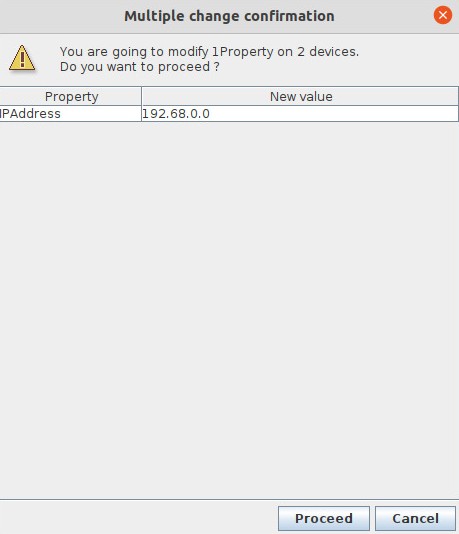 Multiple change confirmation
You are going to modify 1Property on 2 devices.
Do you want to proceed ?
Property New value
IPAddress 192.68.0.0
Proceed Cancel